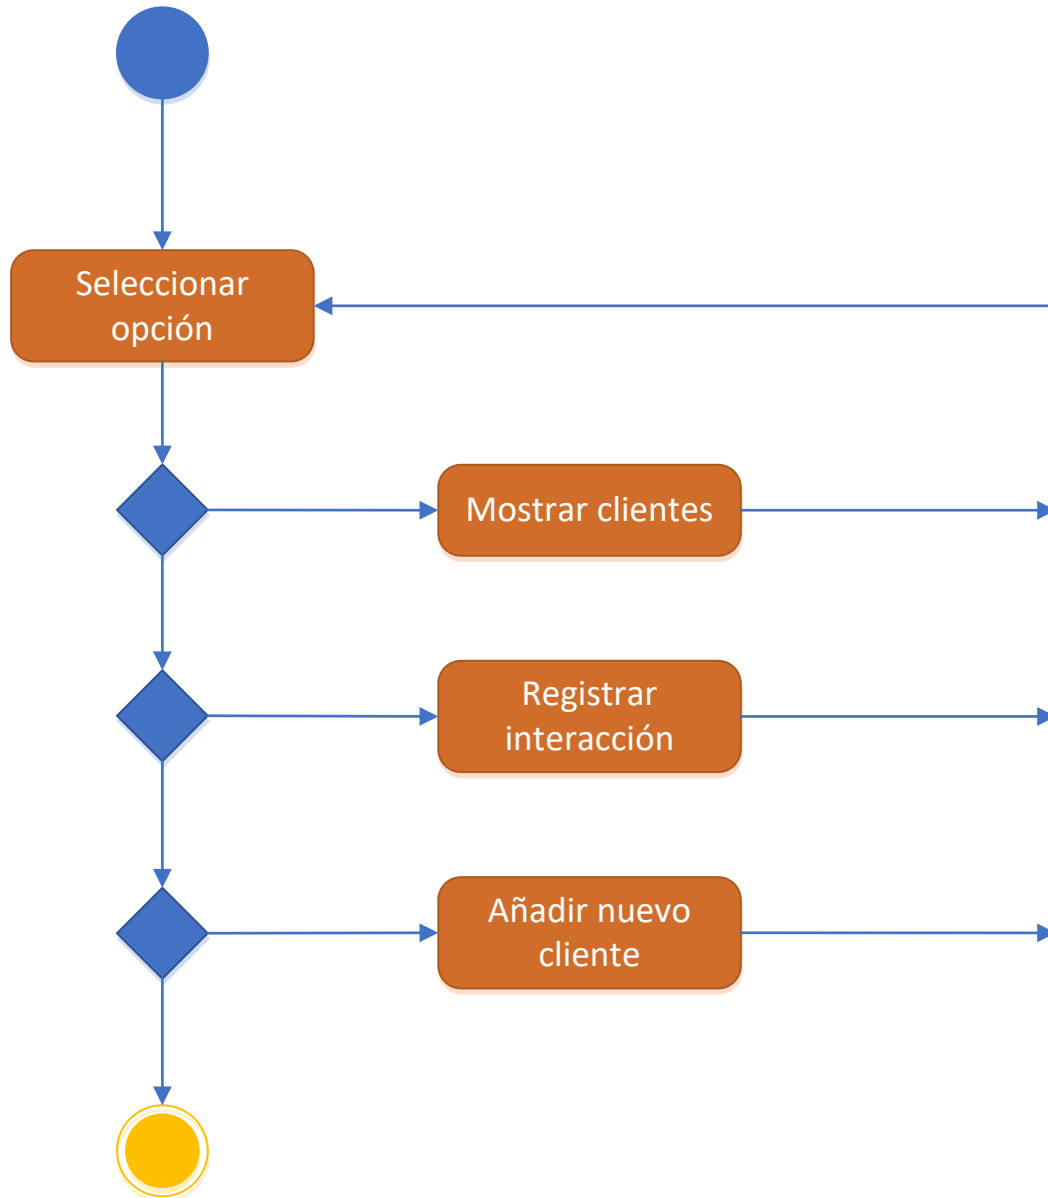 Seleccionar
opción
Mostrar clientes
Registrar
interacción
Añadir nuevo
cliente